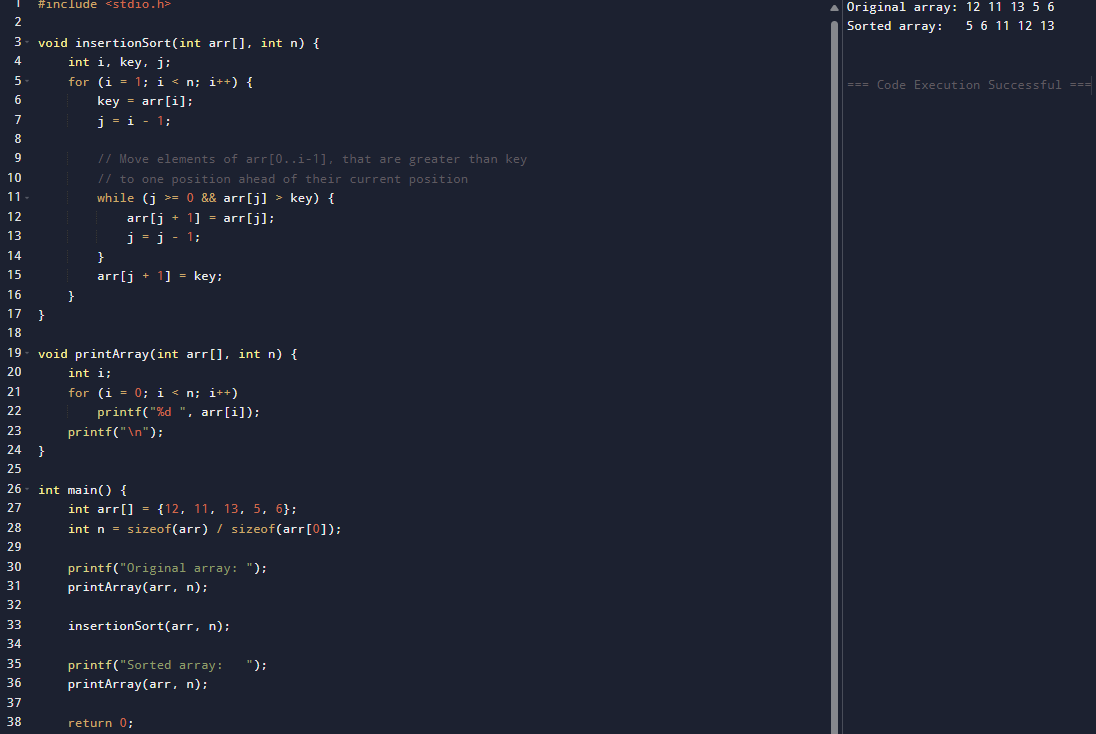 1 #include <stdio.h>
2
3 void insertionSort(int arr[], int n) {
4     int i, key, j;
5     for (i = 1; i < n; i++) {
6         key = arr[i];
7         j = i - 1;
8
9         // Move elements of arr[0..i-1], that are greater than key
10         // to one position ahead of their current position
11         while (j >= 0 && arr[j] > key) {
12             arr[j + 1] = arr[j];
13             j = j - 1;
14         }
15         arr[j + 1] = key;
16     }
17 }
18
19 void printArray(int arr[], int n) {
20     int i;
21     for (i = 0; i < n; i++)
22         printf("%d ", arr[i]);
23     printf("\n");
24 }
25
26 int main() {
27     int arr[] = {12, 11, 13, 5, 6};
28     int n = sizeof(arr) / sizeof(arr[0]);
29
30     printf("Original array: ");
31     printArray(arr, n);
32
33     insertionSort(arr, n);
34
35     printf("Sorted array:   ");
36     printArray(arr, n);
37
38     return 0;
Original array: 12 11 13 5 6
Sorted array:   5 6 11 12 13
=== Code Execution Successful ===